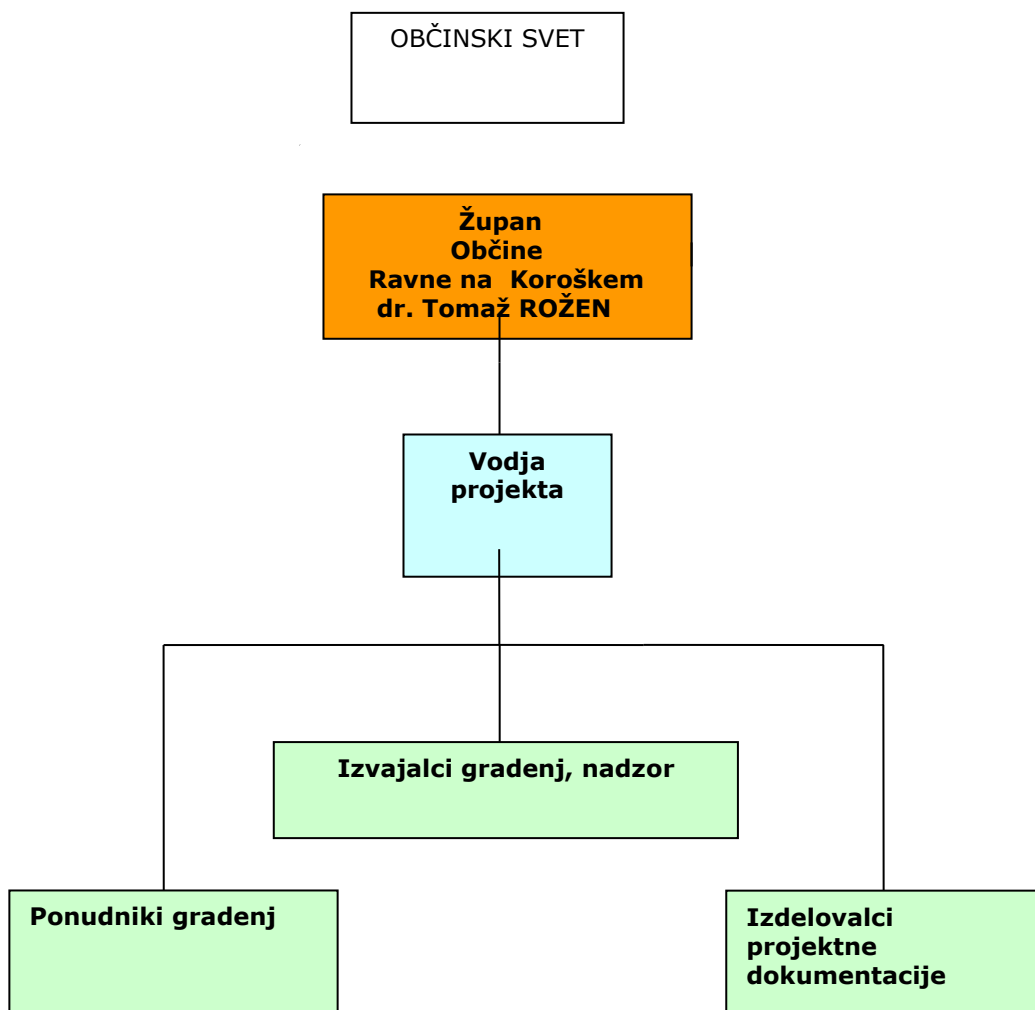 OBČINSKI SVET
Župan
Občine
Ravne na  Koroškem
dr. Tomaž ROŽEN
Vodja
projekta
Izvajalci gradenj, nadzor
Ponudniki gradenj
Izdelovalci
projektne
dokumentacije